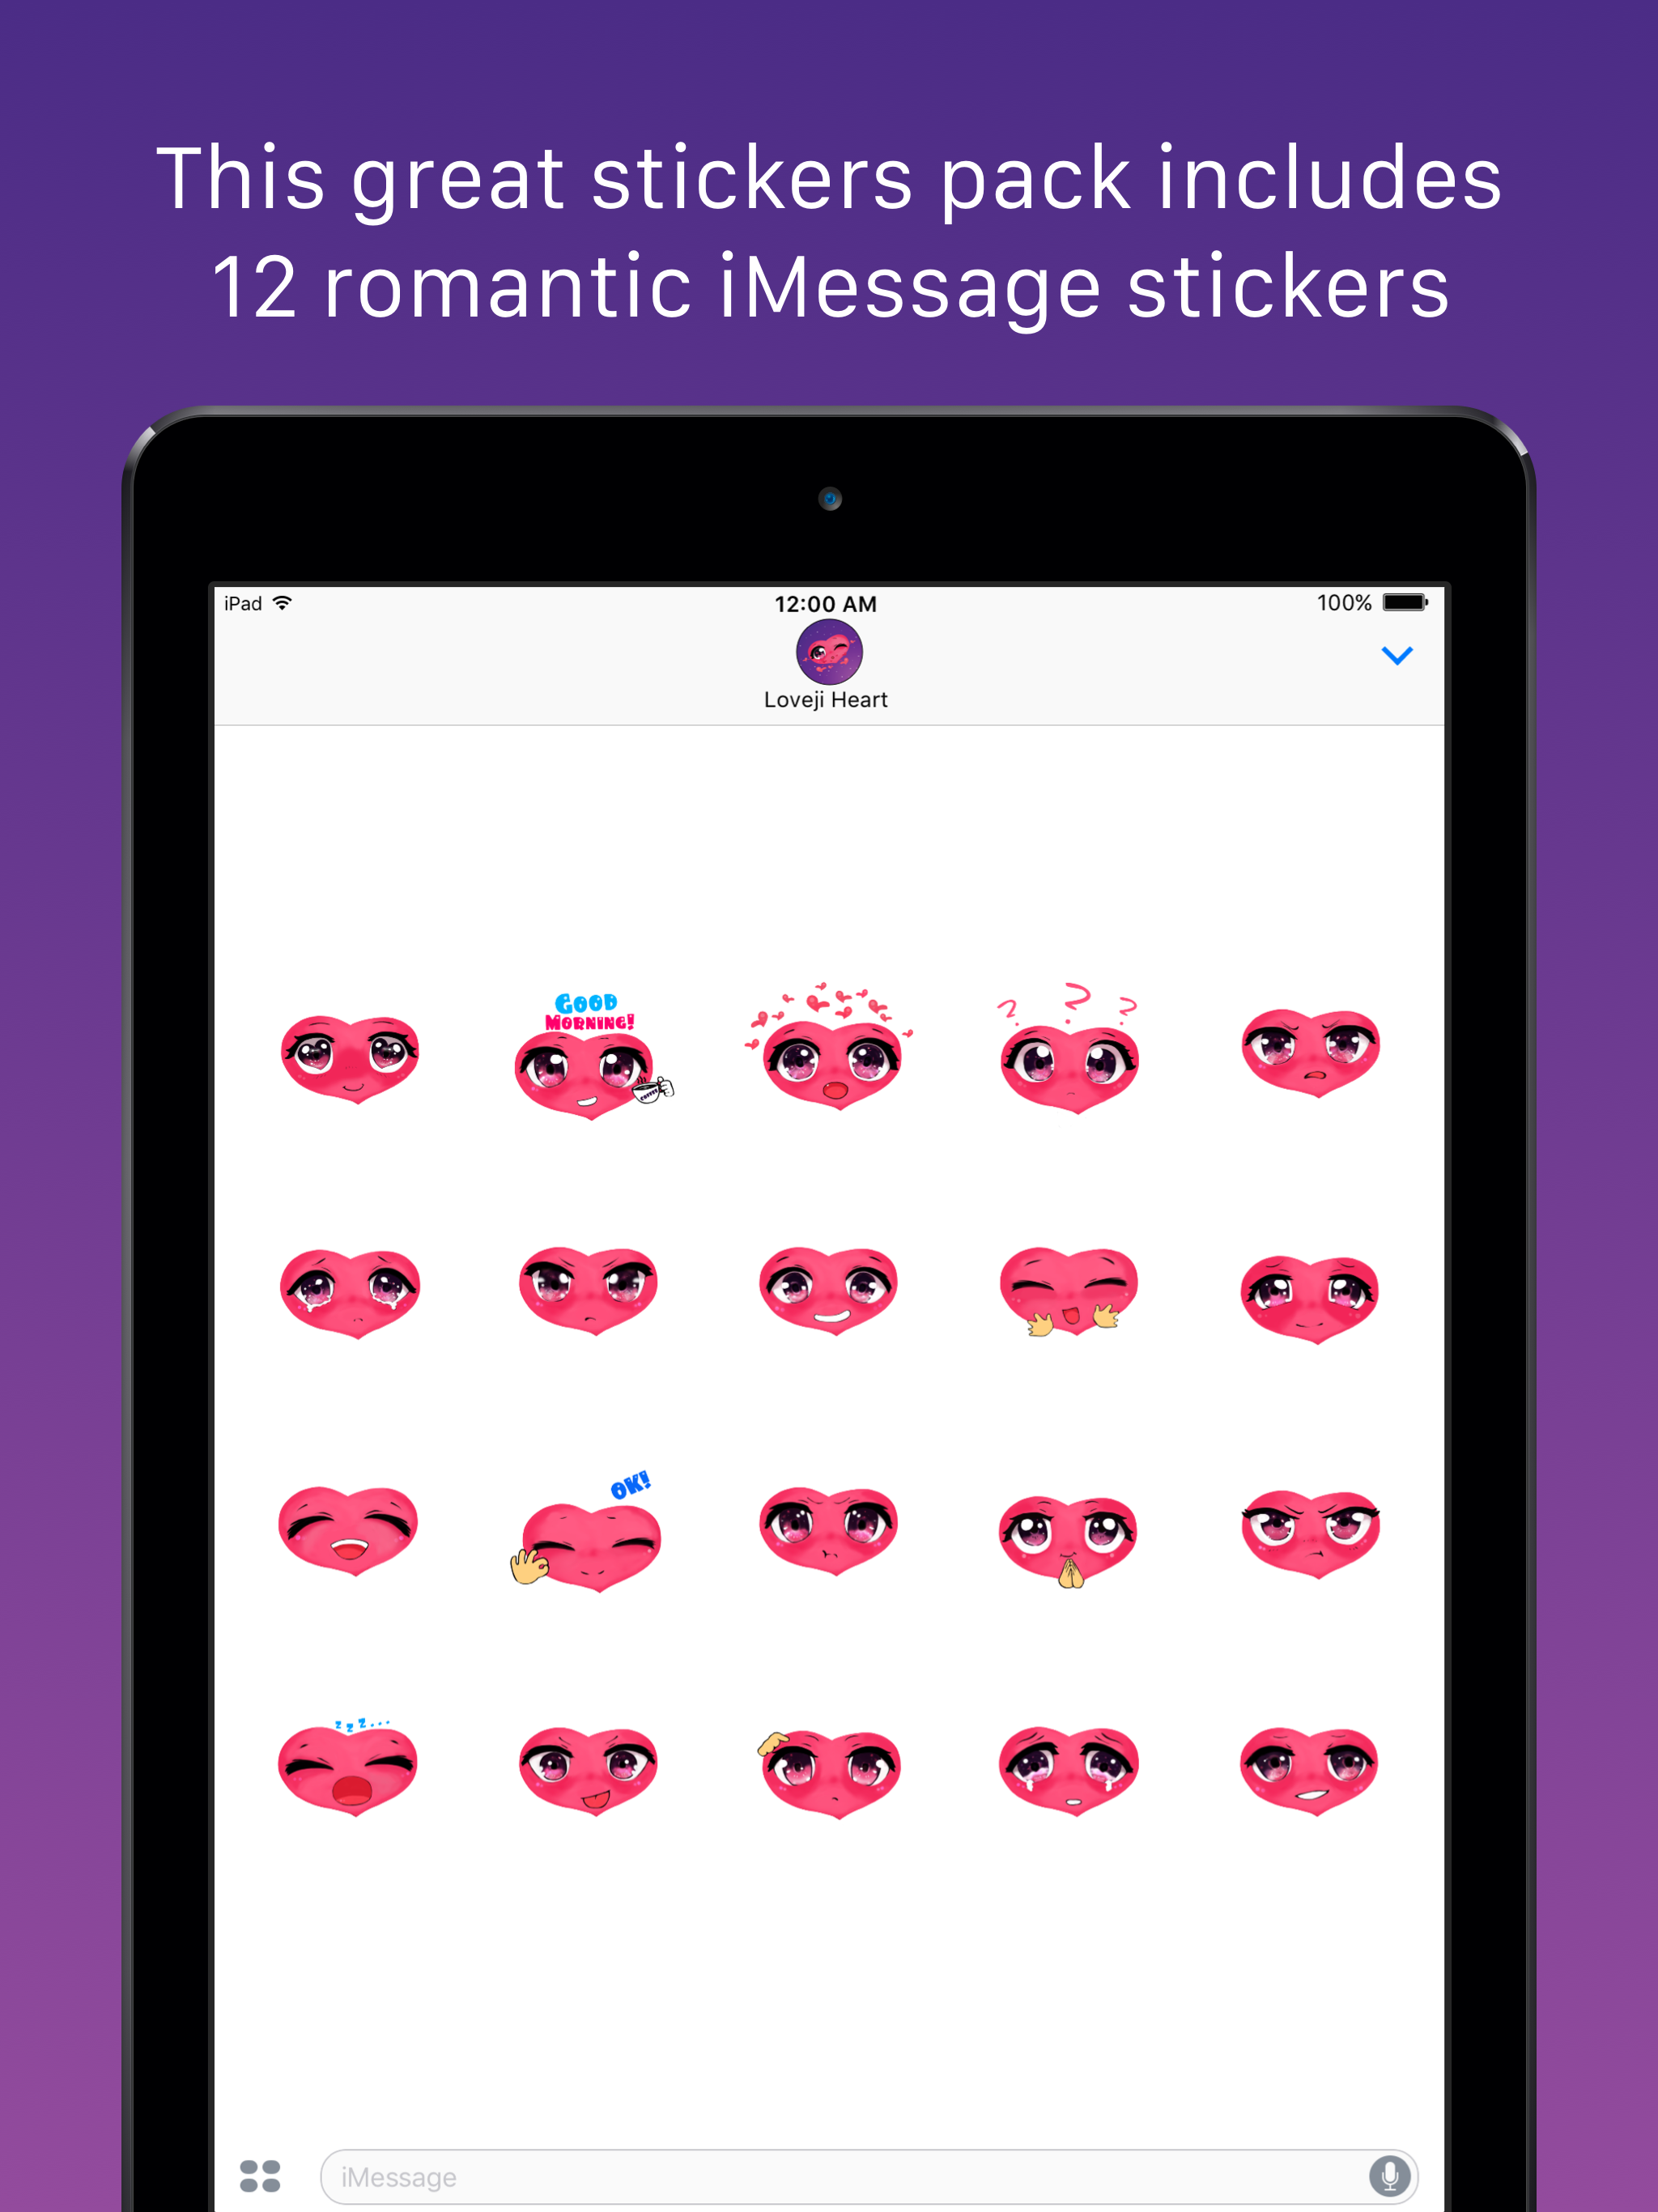 This great stickers pack includes
12 romantic iMessage stickers
iPad
12:00 AM
100%
Loveji Heart
GOOD
MORNING!
COFFEE
OK!
z z z...
iMessage